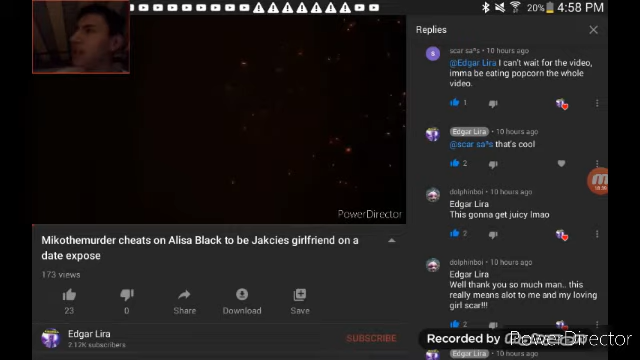 20% 4:58 PM
Replies
scar sa*s • 10 hours ago
@Edgar Lira I can't wait for the video,
imma be eating popcorn the whole
video.
1
Edgar Lira • 10 hours ago
@scar sa*s that's cool
2
dolphinboi • 10 hours ago
Edgar Lira
This gonna get juicy lmao
2
dolphinboi • 10 hours ago
Edgar Lira
Well thank you so much man.. this
really means alot to me and my loving
girl scar!!!
2
Edgar Lira • 10 hours ago
PowerDirector
Mikothemurder cheats on Alisa Black to be Jakcies girlfriend on a
date expose
173 views
23 0 Share Download Save
Edgar Lira
2.12K subscribers
SUBSCRIBE
Recorded by
PowerDirector